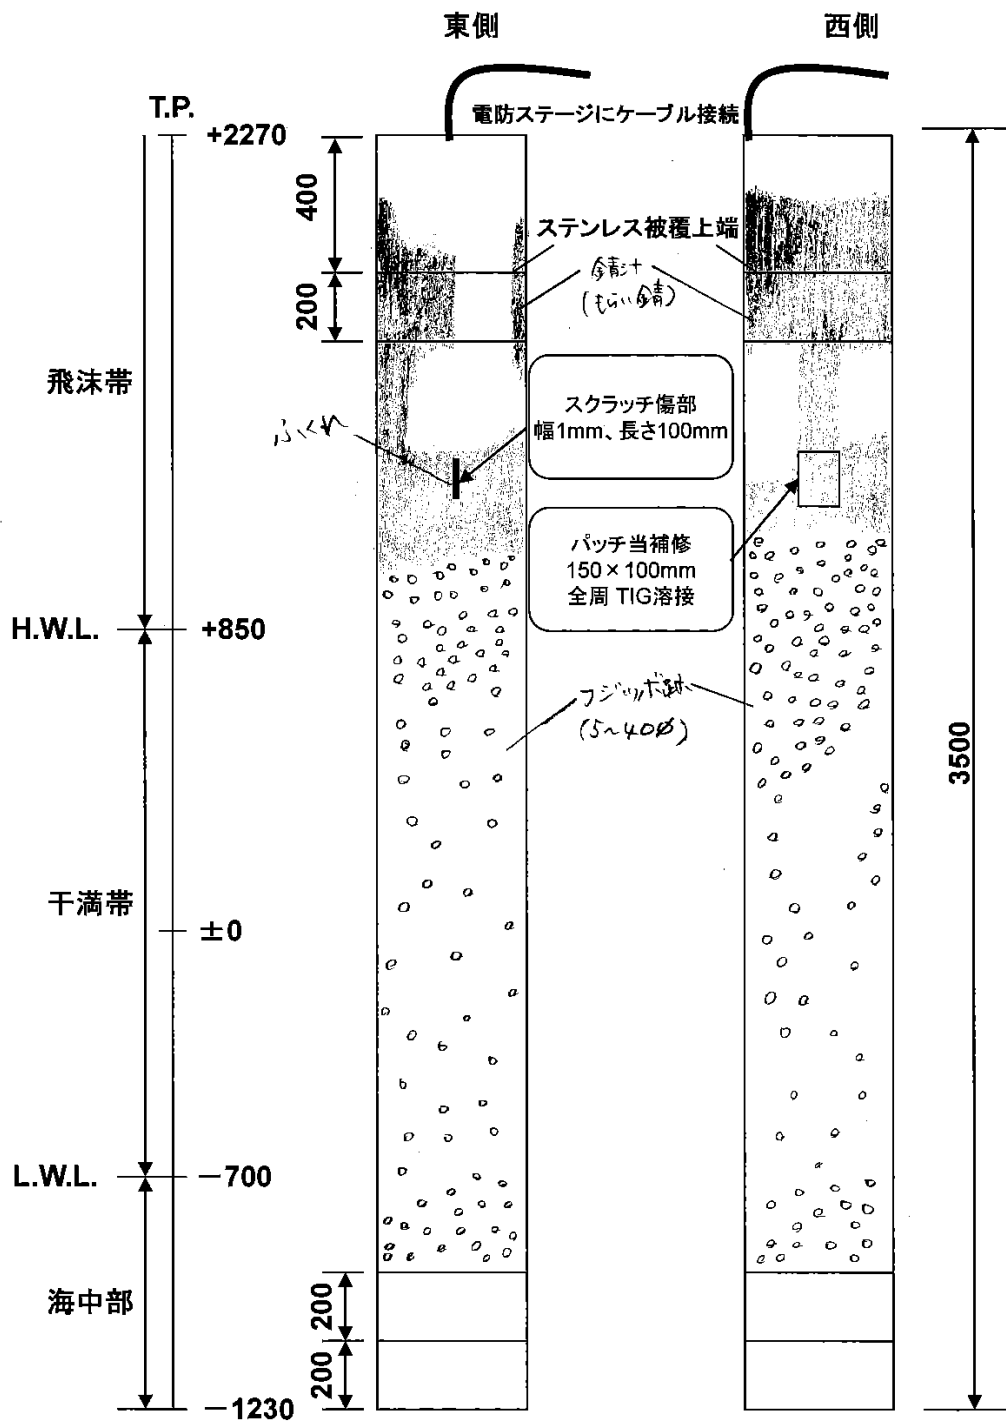 東側
西側
T.P.
電防ステージにケーブル接続
+2270
400
ステンレス被覆上端
錆汁
(もらい錆)
200
飛沫帯
スクラッチ傷部
幅1mm、長さ100mm
ふくれ
パッチ当補修
150×100mm
全周 TIG溶接
H.W.L.
+850
フジツボ跡
(5~40φ)
3500
干満帯
±0
L.W.L.
-700
海中部
200
200
-1230